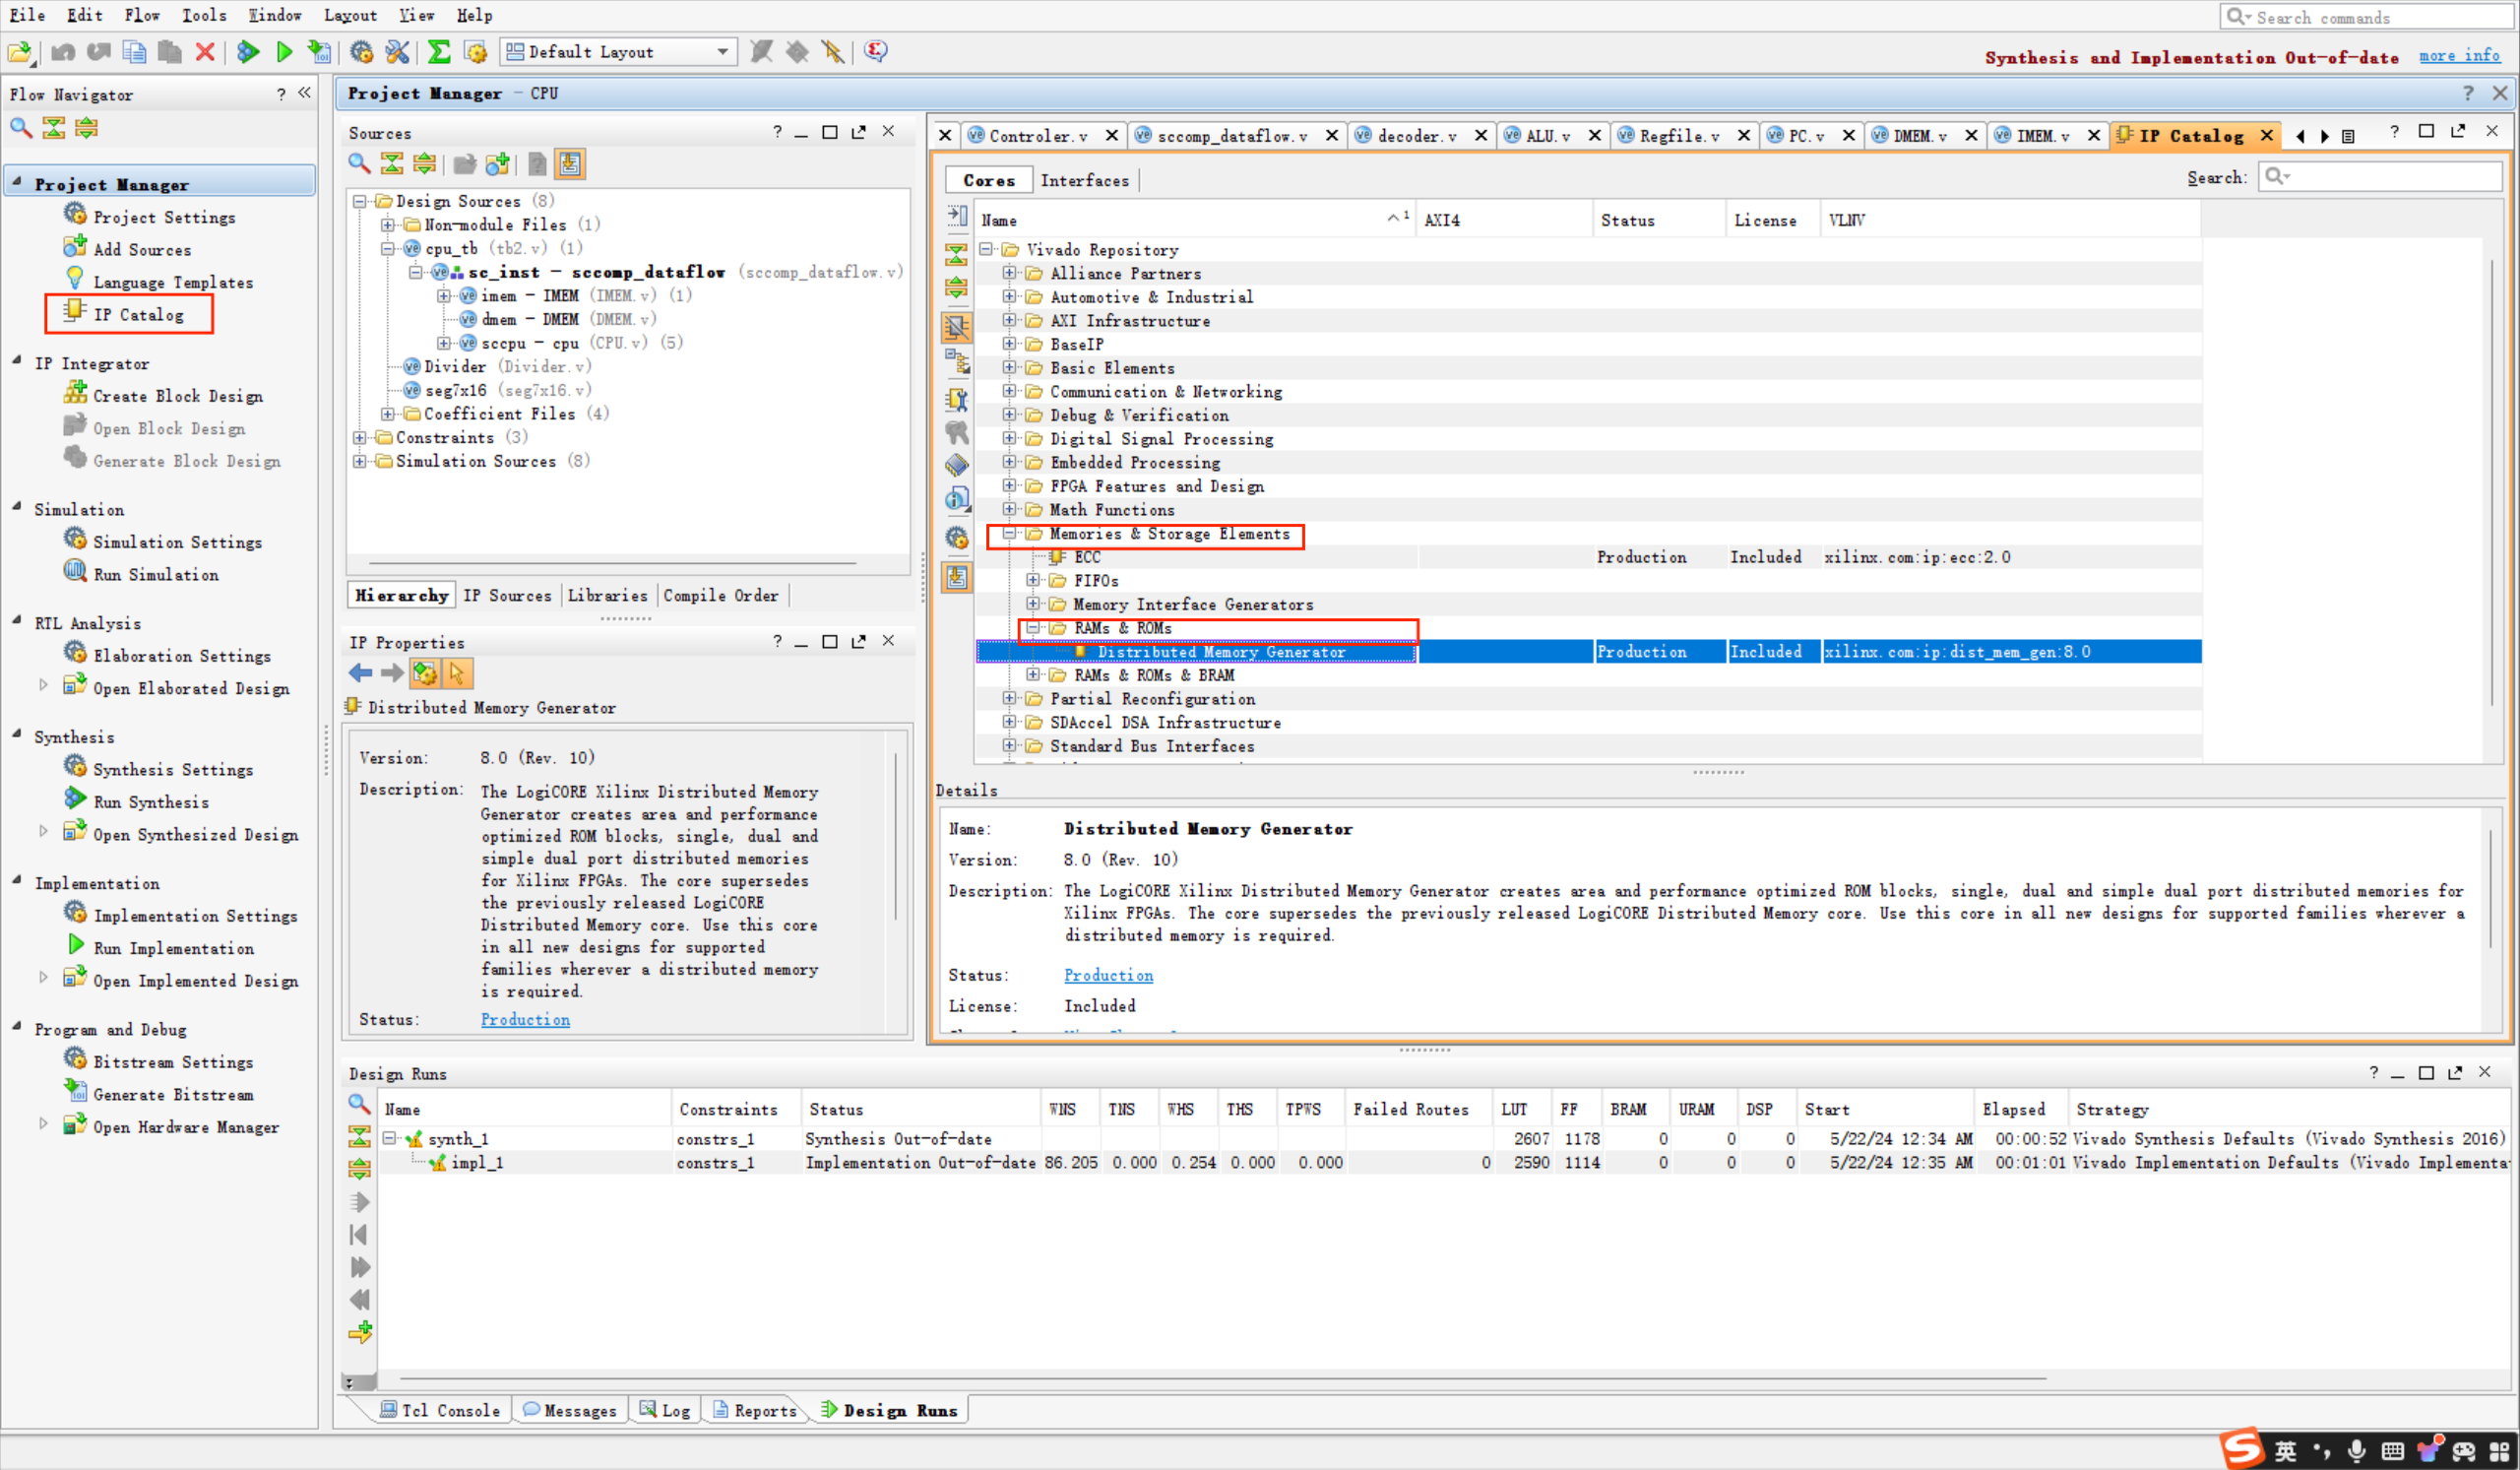 File Edit Flow Tools Window Layout View Help
Search commands
Default Layout
Synthesis and Implementation Out-of-date more info
Flow Navigator
Project Manager
Project Settings
Add Sources
Language Templates
IP Catalog
IP Integrator
Create Block Design
Open Block Design
Generate Block Design
Simulation
Simulation Settings
Run Simulation
RTL Analysis
Elaboration Settings
Open Elaborated Design
Synthesis
Synthesis Settings
Run Synthesis
Open Synthesized Design
Implementation
Implementation Settings
Run Implementation
Open Implemented Design
Program and Debug
Bitstream Settings
Generate Bitstream
Open Hardware Manager
Project Manager - CPU
Sources
Design Sources (8)
Non-module Files (1)
cpu_tb (tb2.v) (1)
sc_inst - sccomp_dataflow (sccomp_dataflow.v)
imem - IMEM (IMEM.v) (1)
dmem - DMEM (DMEM.v)
sccpu - cpu (CPU.v) (5)
Divider (Divider.v)
seg7x16 (seg7x16.v)
Coefficient Files (4)
Constraints (3)
Simulation Sources (8)
Hierarchy IP Sources Libraries Compile Order
IP Properties
Distributed Memory Generator
Version: 8.0 (Rev. 10)
Description: The LogiCORE Xilinx Distributed Memory
Generator creates area and performance
optimized ROM blocks, single, dual and
simple dual port distributed memories
for Xilinx FPGAs. The core supersedes
the previously released LogiCORE
Distributed Memory core. Use this core
in all new designs for supported
families wherever a distributed memory
is required.
Status: Production
Controler.v sccomp_dataflow.v decoder.v ALU.v Regfile.v PC.v DMEM.v IMEM.v IP Catalog
Cores Interfaces
Search:
Name 1 AXI4 Status License VLNV
Vivado Repository
Alliance Partners
Automotive & Industrial
AXI Infrastructure
BaseIP
Basic Elements
Communication & Networking
Debug & Verification
Digital Signal Processing
Embedded Processing
FPGA Features and Design
Math Functions
Memories & Storage Elements
ECC Production Included xilinx.com:ip:ecc:2.0
FIFOs
Memory Interface Generators
RAMs & ROMs
Distributed Memory Generator Production Included xilinx.com:ip:dist_mem_gen:8.0
RAMs & ROMs & BRAM
Partial Reconfiguration
SDAccel DSA Infrastructure
Standard Bus Interfaces
Details
Name: Distributed Memory Generator
Version: 8.0 (Rev. 10)
Description: The LogiCORE Xilinx Distributed Memory Generator creates area and performance optimized ROM blocks, single, dual and simple dual port distributed memories for
Xilinx FPGAs. The core supersedes the previously released LogiCORE Distributed Memory core. Use this core in all new designs for supported families wherever a
distributed memory is required.
Status: Production
License: Included
Design Runs
Name Constraints Status WNS TNS WHS THS TPWS Failed Routes LUT FF BRAM URAM DSP Start Elapsed Strategy
synth_1 constrs_1 Synthesis Out-of-date 2607 1178 0 0 0 5/22/24 12:34 AM 00:00:52 Vivado Synthesis Defaults (Vivado Synthesis 2016)
impl_1 constrs_1 Implementation Out-of-date 86.205 0.000 0.254 0.000 0.000 0 2590 1114 0 0 0 5/22/24 12:35 AM 00:01:01 Vivado Implementation Defaults (Vivado Implementa
Tcl Console Messages Log Reports Design Runs
英